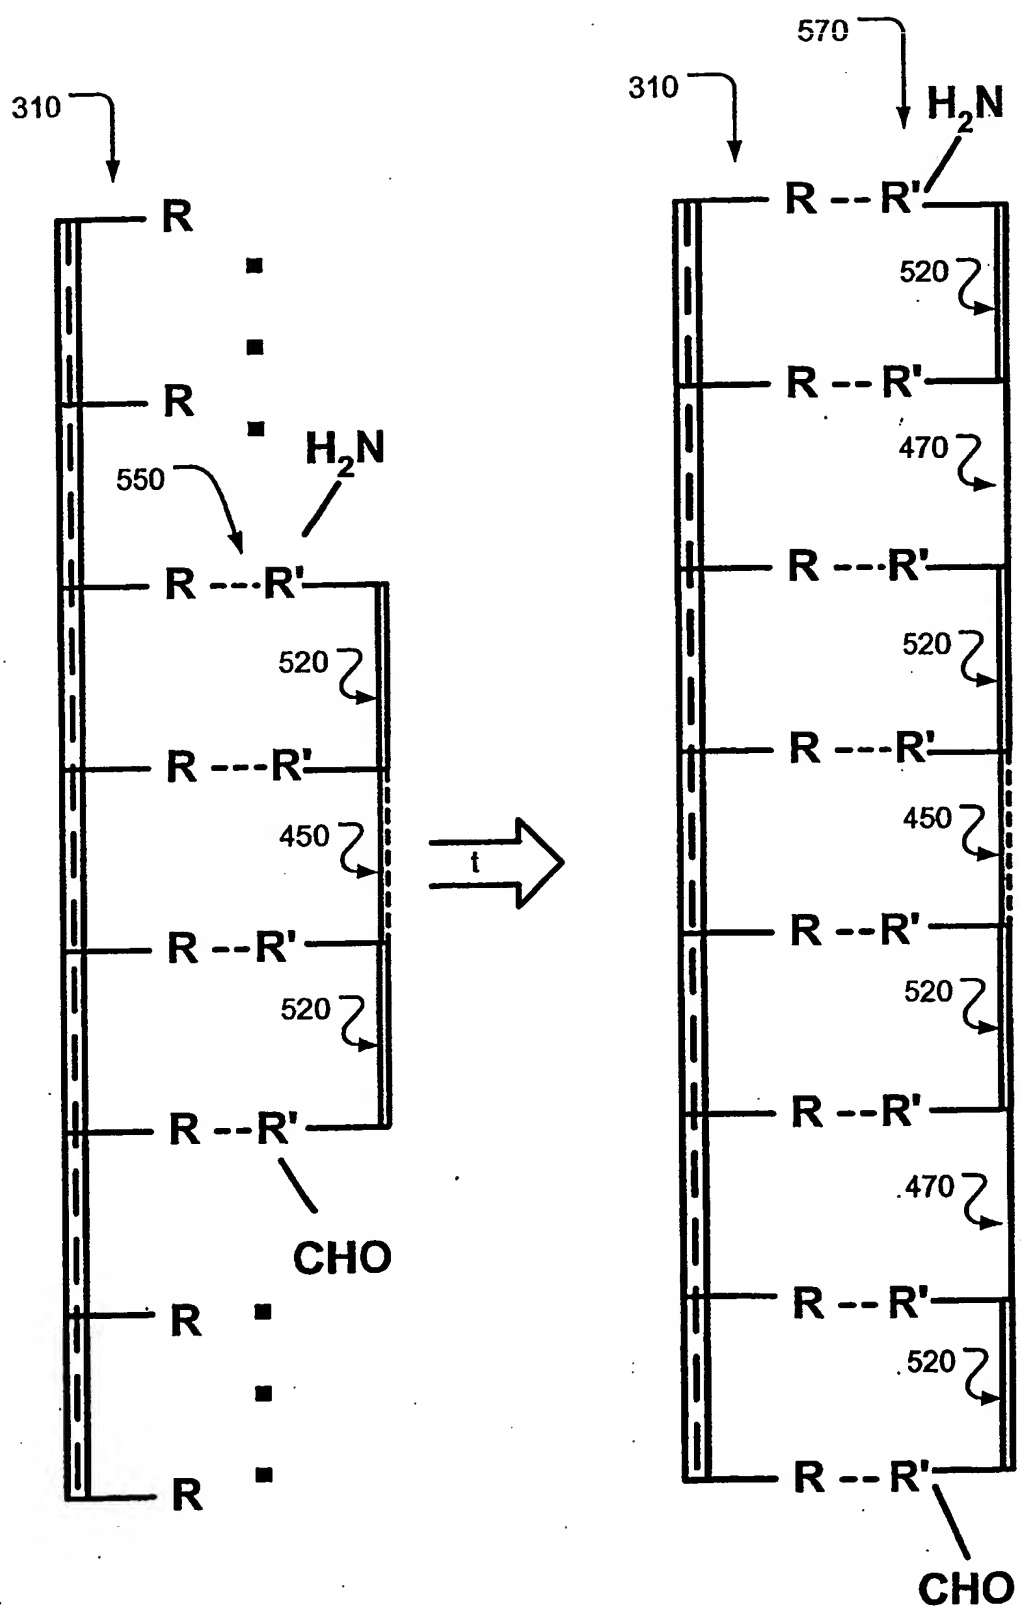 570
310
310
H2N
R
R -- R'
520
R
R -- R'
H2N
470
550
R --- R'
R --- R'
520
520
R --- R'
R --- R'
450
450
t
R -- R'
R -- R'
520
520
R -- R'
R -- R'
470
CHO
R
R -- R'
520
R
R -- R'
CHO